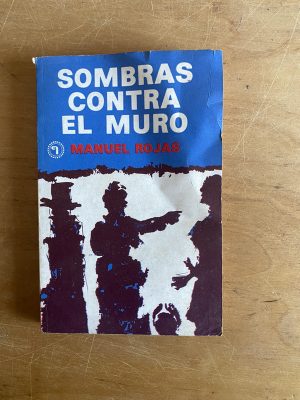 SOMBRAS
CONTRA
EL MURO
MANUEL ROJAS